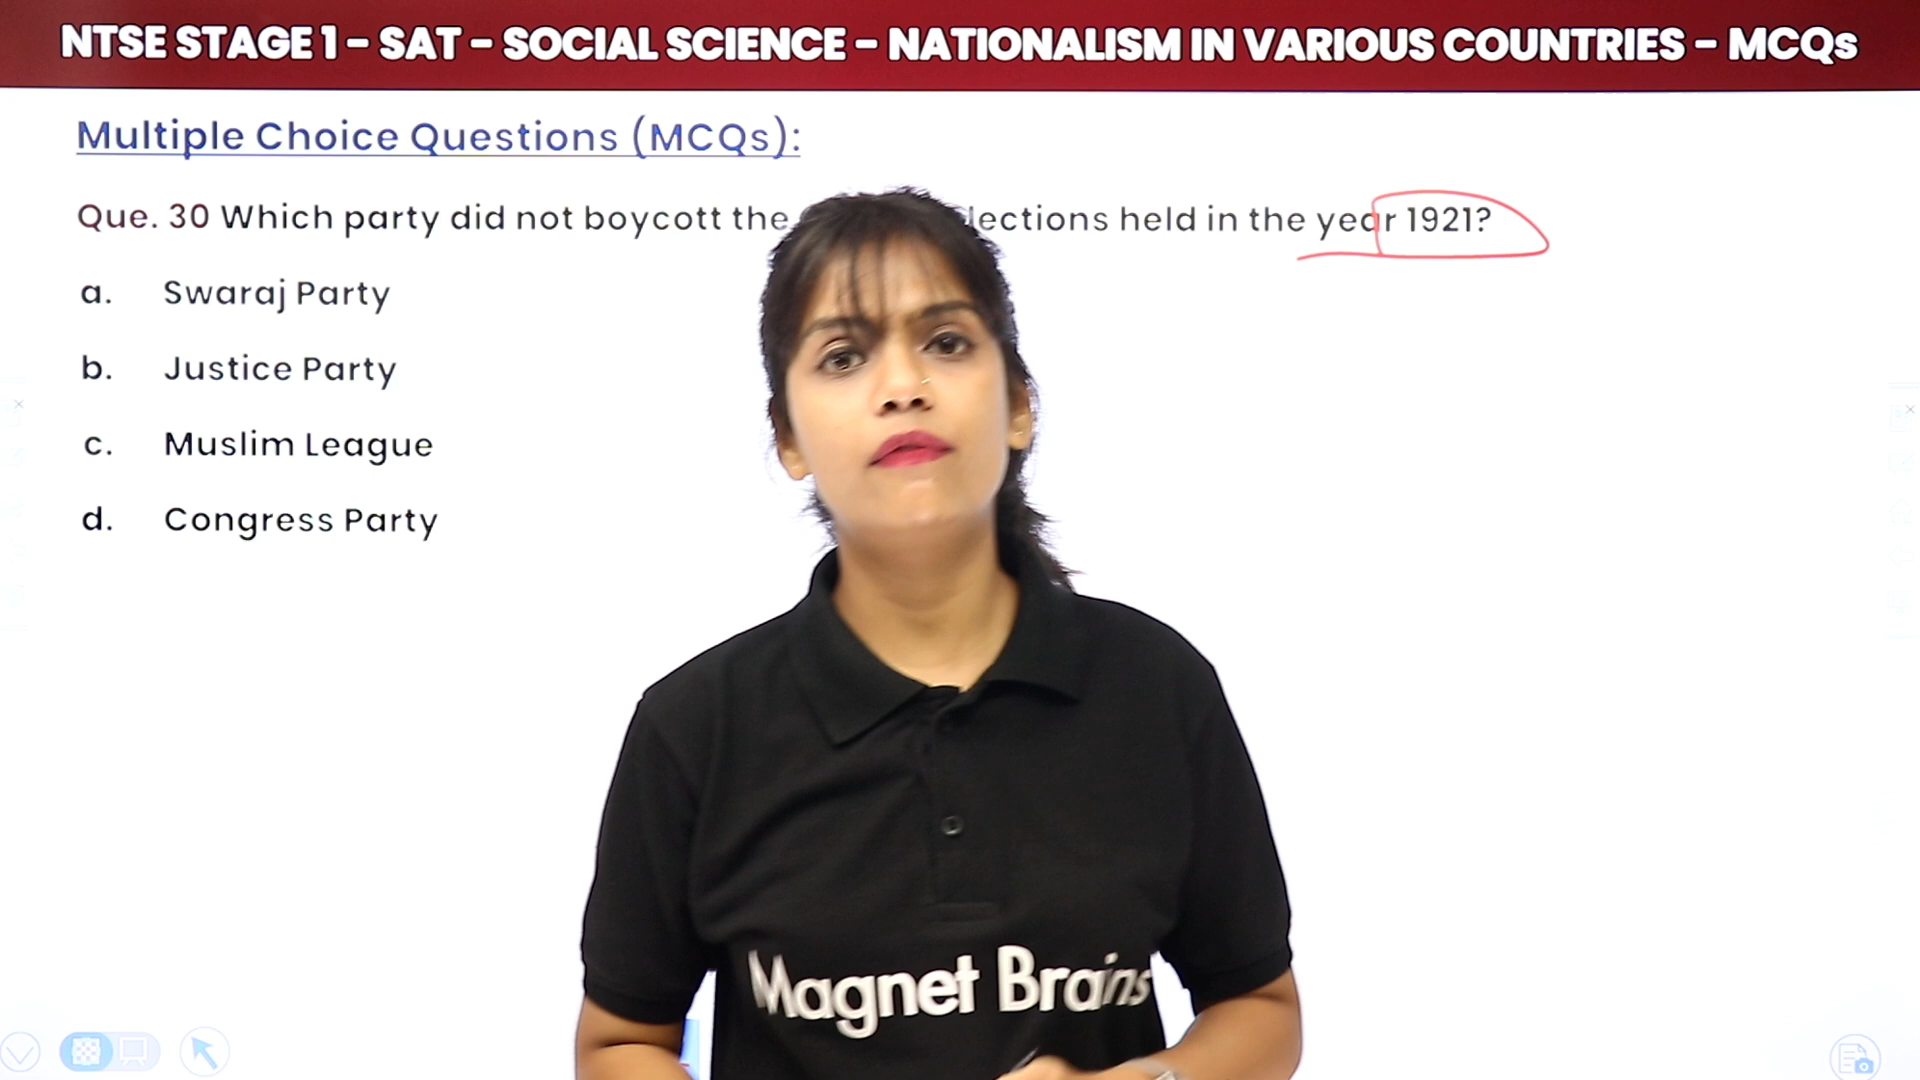 NTSE STAGE 1 - SAT - SOCIAL SCIENCE - NATIONALISM IN VARIOUS COUNTRIES - MCQs
Multiple Choice Questions (MCQs):
Que. 30 Which party did not boycott the lections held in the year 1921?
a. Swaraj Party
b. Justice Party
c. Muslim League
d. Congress Party
Magnet Brains